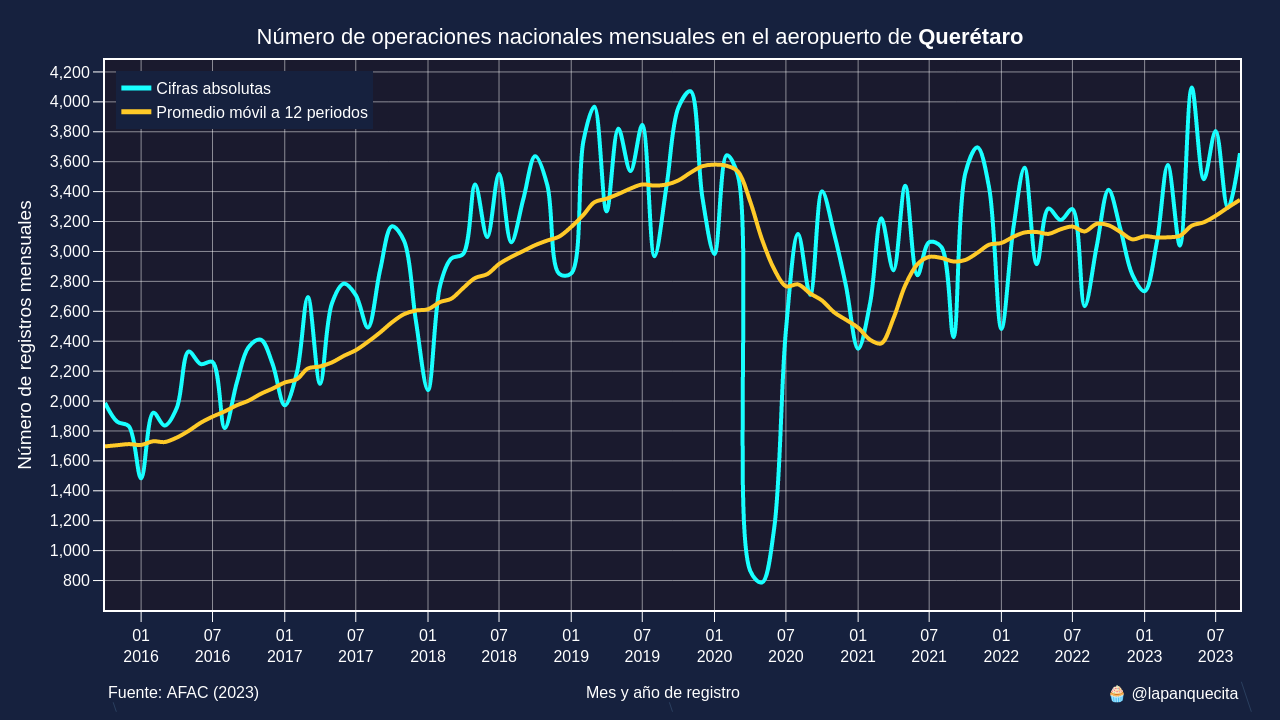 Número de operaciones nacionales mensuales en el aeropuerto de Querétaro
Cifras absolutas
Promedio móvil a 12 periodos
Número de registros mensuales
4,200
4,000
3,800
3,600
3,400
3,200
3,000
2,800
2,600
2,400
2,200
2,000
1,800
1,600
1,400
1,200
1,000
800
01 07 01 07 01 07 01 07 01 07 01 07 01 07 01 07
2016 2016 2017 2017 2018 2018 2019 2019 2020 2020 2021 2021 2022 2022 2023 2023
Fuente: AFAC (2023) Mes y año de registro 🧁 @lapanquecita